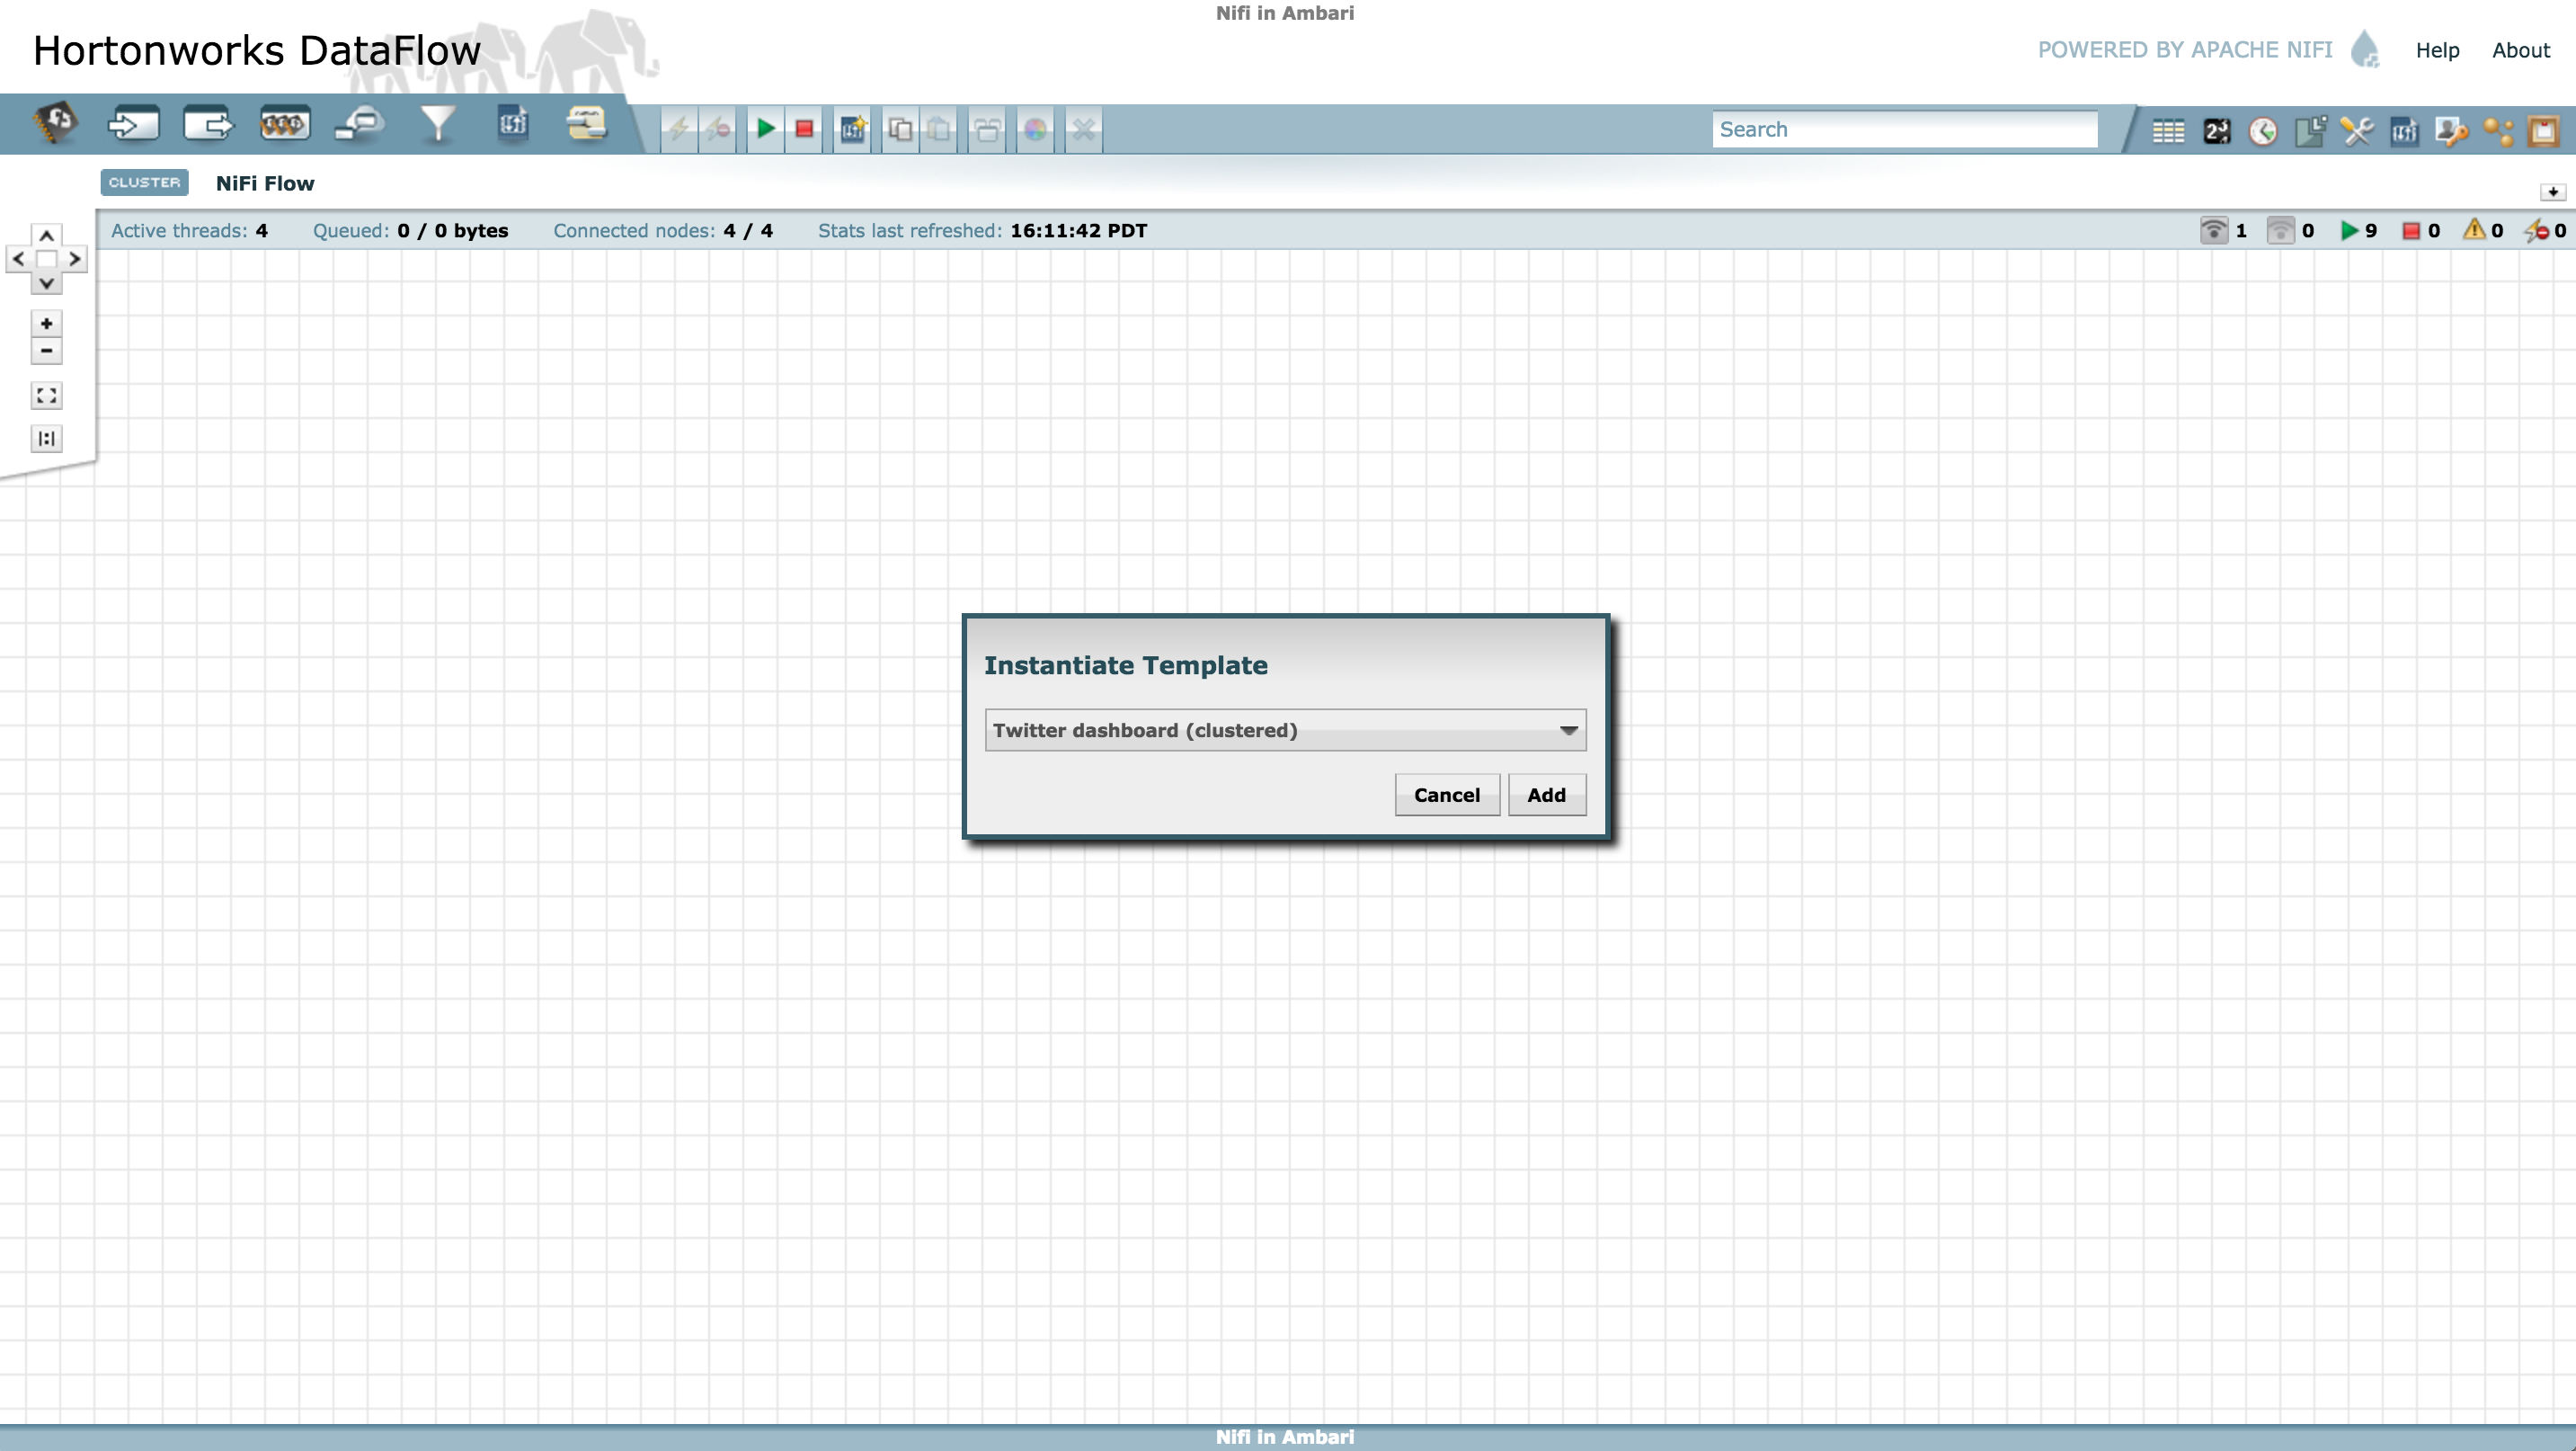 Nifi in Ambari
Hortonworks DataFlow
POWERED BY APACHE NIFI Help About
Search
CLUSTER NiFi Flow
Active threads: 4 Queued: 0 / 0 bytes Connected nodes: 4 / 4 Stats last refreshed: 16:11:42 PDT 1 0 9 0 0 0
Instantiate Template
Twitter dashboard (clustered)
Cancel Add
Nifi in Ambari